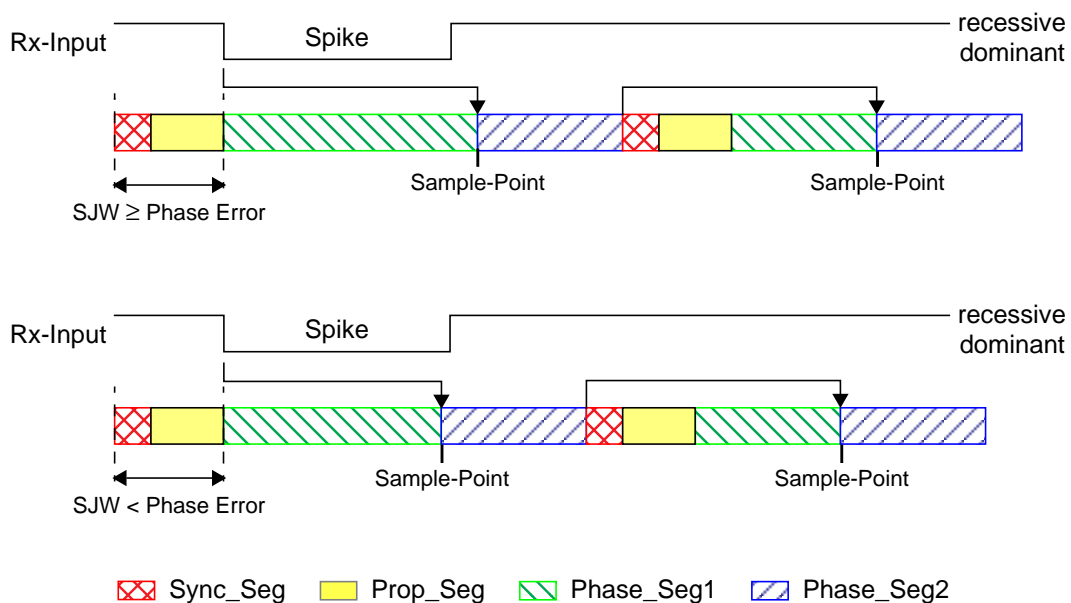 recessive
Rx-Input
Spike
dominant
Sample-Point
Sample-Point
SJW ≥ Phase Error
recessive
Rx-Input
Spike
dominant
Sample-Point
Sample-Point
SJW < Phase Error
Sync_Seg
Prop_Seg
Phase_Seg1
Phase_Seg2